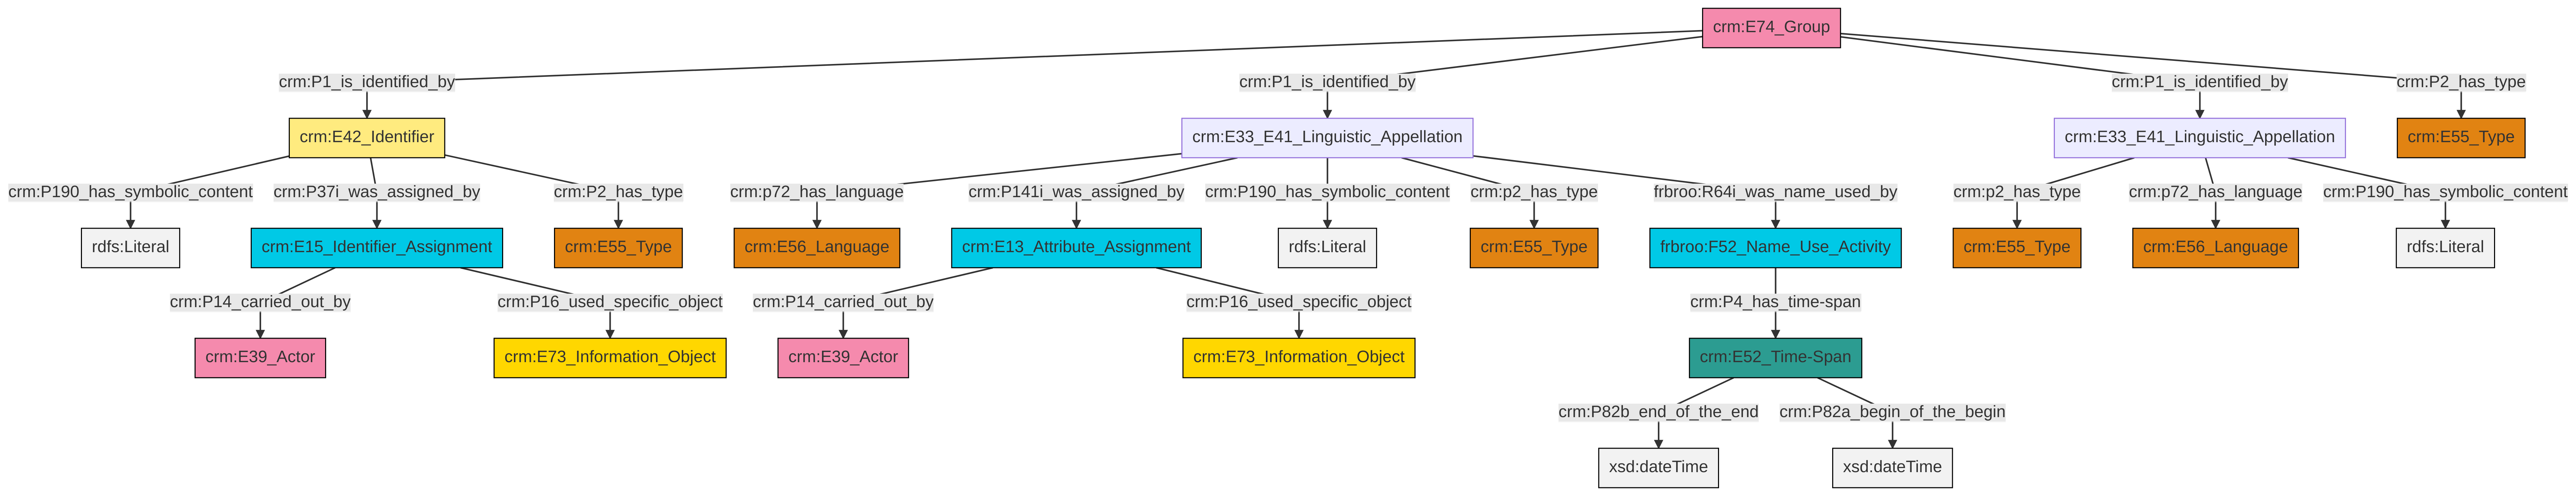 crm:E74_Group
crm:P1_is_identified_by
crm:P1_is_identified_by
crm:P1_is_identified_by
crm:P2_has_type
crm:E42_Identifier
crm:E33_E41_Linguistic_Appellation
crm:E33_E41_Linguistic_Appellation
crm:E55_Type
crm:P190_has_symbolic_content
crm:P37i_was_assigned_by
crm:P2_has_type
crm:p72_has_language
crm:P141i_was_assigned_by
crm:P190_has_symbolic_content
crm:p2_has_type
frbroo:R64i_was_name_used_by
crm:p2_has_type
crm:p72_has_language
crm:P190_has_symbolic_content
rdfs:Literal
crm:E15_Identifier_Assignment
crm:E55_Type
crm:E56_Language
crm:E13_Attribute_Assignment
rdfs:Literal
crm:E55_Type
frbroo:F52_Name_Use_Activity
crm:E55_Type
crm:E56_Language
rdfs:Literal
crm:P14_carried_out_by
crm:P16_used_specific_object
crm:P14_carried_out_by
crm:P16_used_specific_object
crm:P4_has_time-span
crm:E39_Actor
crm:E73_Information_Object
crm:E39_Actor
crm:E73_Information_Object
crm:E52_Time-Span
crm:P82b_end_of_the_end
crm:P82a_begin_of_the_begin
xsd:dateTime
xsd:dateTime